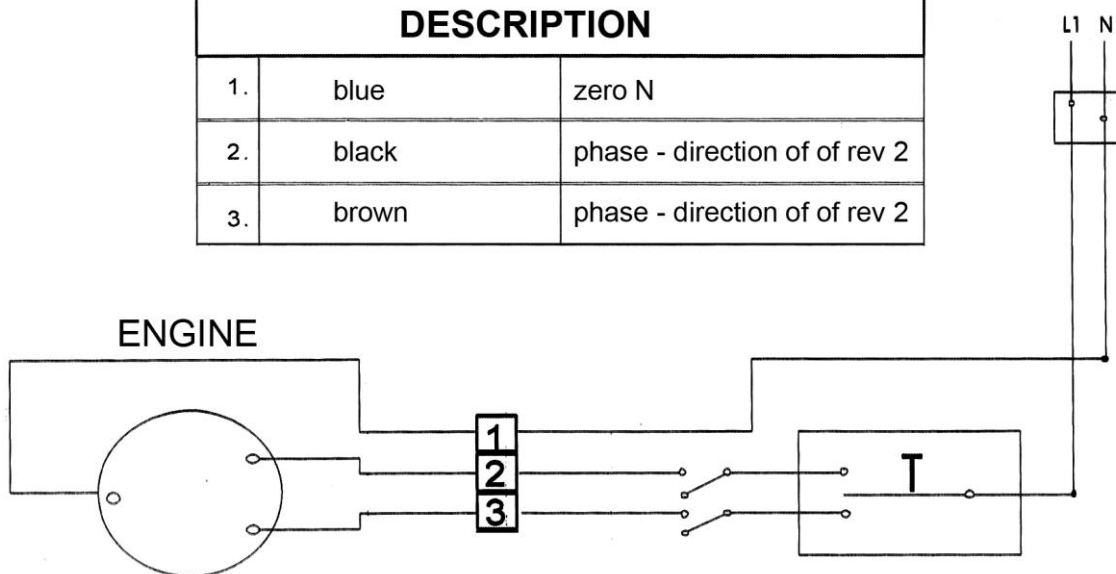 DESCRIPTION
L1 N
1. blue zero N
2. black phase - direction of of rev 2
3. brown phase - direction of of rev 2
ENGINE
1
2
3
T